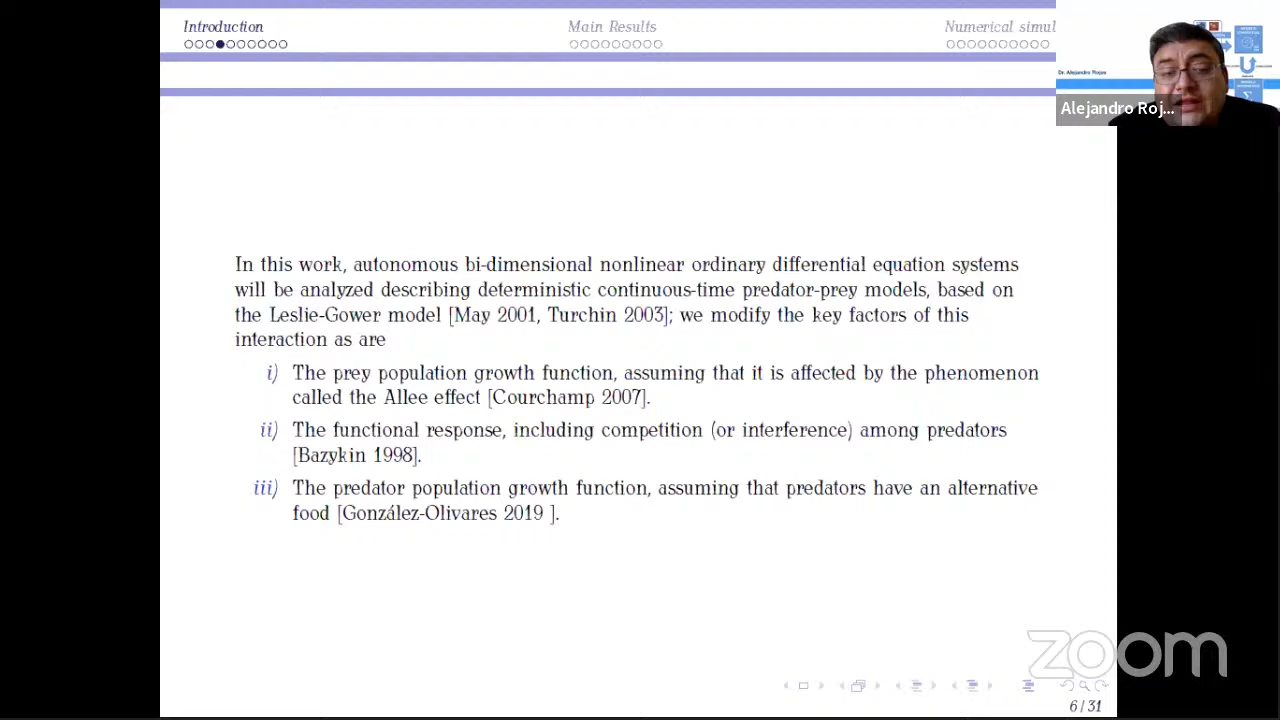 Introduction
Main Results
Numerical simul
Dr. Alejandro Rojas
Alejandro Roj...
In this work, autonomous bi-dimensional nonlinear ordinary differential equation systems
will be analyzed describing deterministic continuous-time predator-prey models, based on
the Leslie-Gower model [May 2001, Turchin 2003]; we modify the key factors of this
interaction as are
i) The prey population growth function, assuming that it is affected by the phenomenon
called the Allee effect [Courchamp 2007].
ii) The functional response, including competition (or interference) among predators
[Bazykin 1998].
iii) The predator population growth function, assuming that predators have an alternative
food [González-Olivares 2019 ].
zoom
6/31